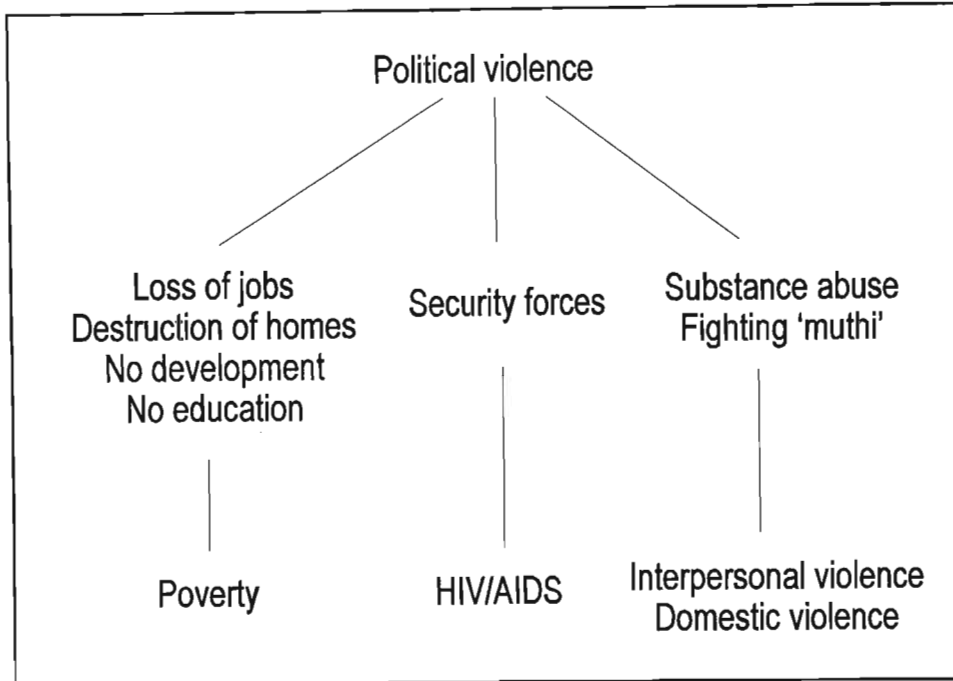 Political violence
Loss of jobs
Destruction of homes
No development
No education
Security forces
Substance abuse
Fighting ‘muthi’
Poverty
HIV/AIDS
Interpersonal violence
Domestic violence